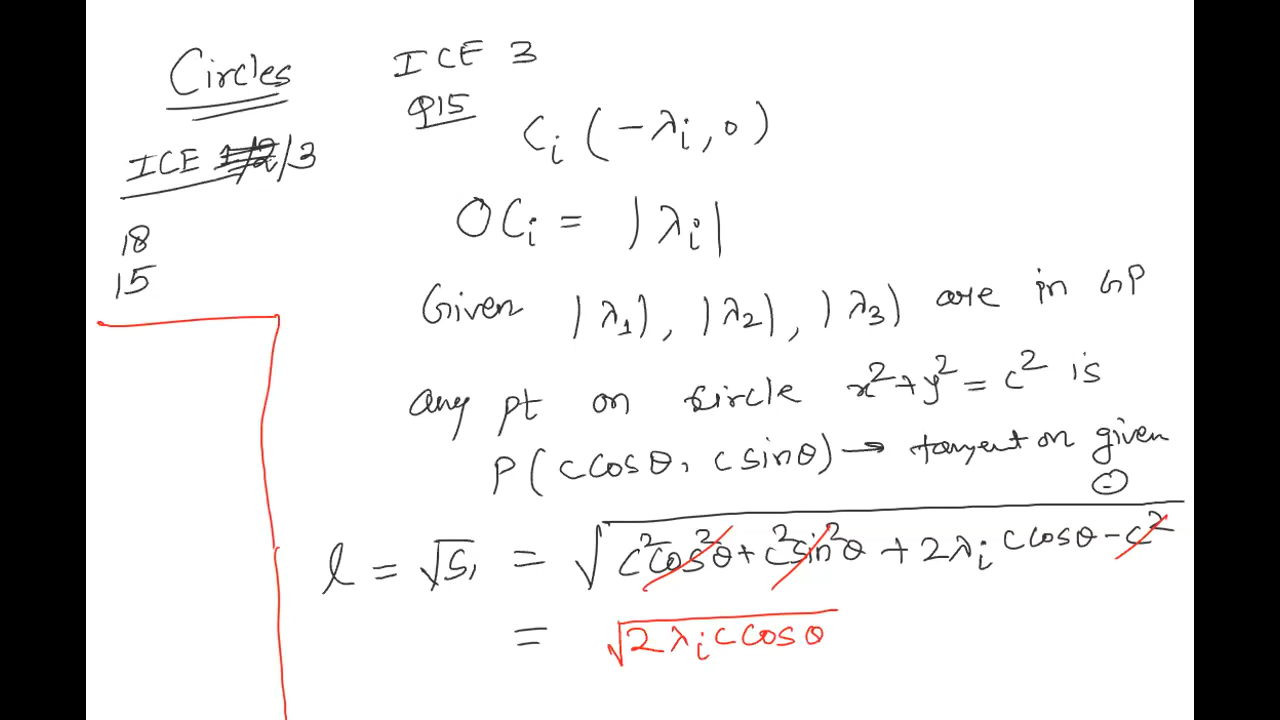 Circles
ICE 3
ICE 1/2/3
18
15
Q15
Cᵢ (-λᵢ, 0)
OCᵢ = |λᵢ|
Given |λ₁|, |λ₂|, |λ₃| are in GP
any pt on circle x² + y² = c² is
P(c cosθ, c sinθ) → tangent on given
l = √S₁ = √(c²cos²θ + c²sin²θ + 2λᵢ c cosθ - c²)
= √(2λᵢ c cosθ)